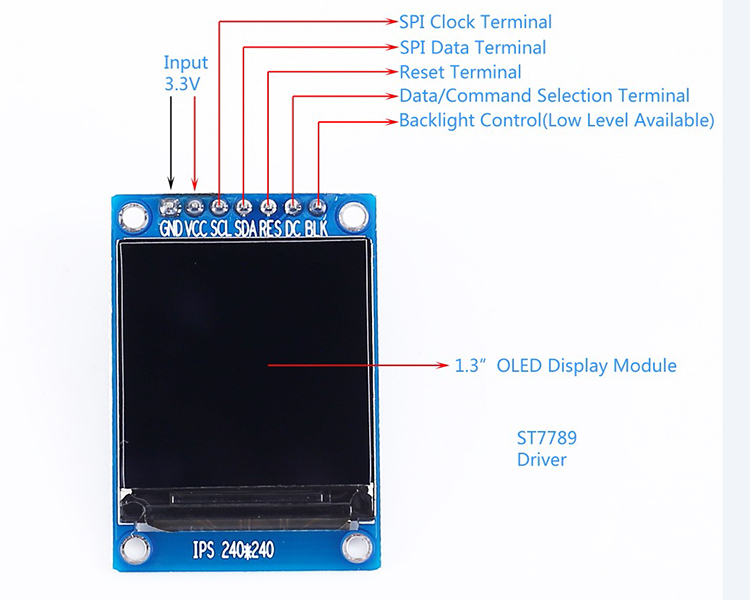 SPI Clock Terminal
SPI Data Terminal
Input
3.3V
Reset Terminal
Data/Command Selection Terminal
Backlight Control(Low Level Available)
GND VCC SCL SDA RES DC BLK
1.3” OLED Display Module
ST7789
Driver
IPS 240*240